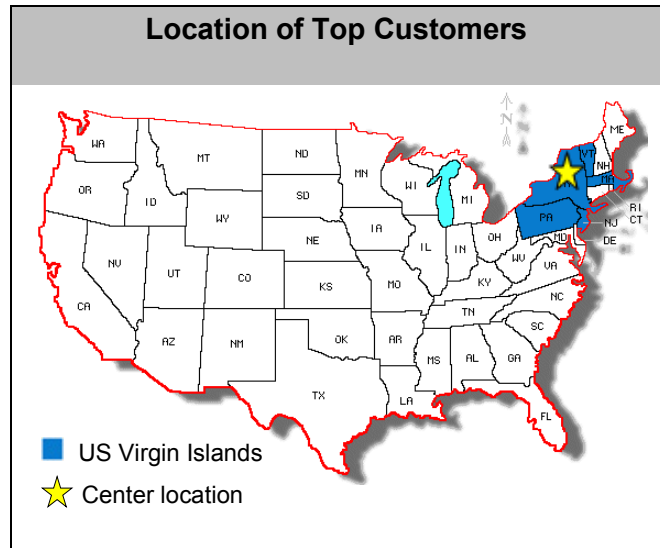 Location of Top Customers
N
ME
WA
MT
ND
MN
VT
NH
OR
ID
SD
WI
MI
MA
WY
RI
CT
IA
PA
NJ
NE
OH
MD
DE
NV
UT
CO
IL
IN
WV
VA
CA
KS
MO
KY
NC
TN
AZ
NM
OK
AR
SC
MS
AL
GA
TX
LA
FL
US Virgin Islands
Center location